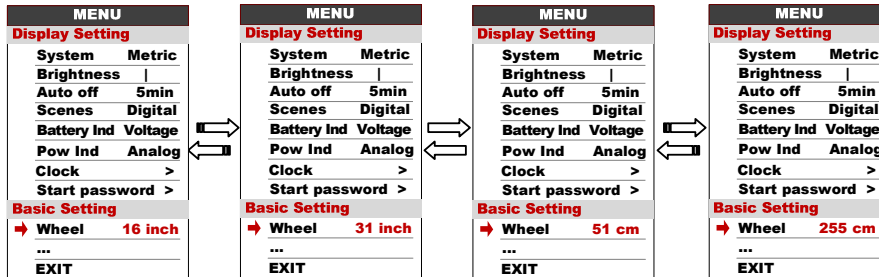 MENU
Display Setting
System Metric
Brightness |
Auto off 5min
Scenes Digital
Battery Ind Voltage
Pow Ind Analog
Clock >
Start password >
Basic Setting
Wheel 16 inch
...
EXIT
MENU
Display Setting
System Metric
Brightness |
Auto off 5min
Scenes Digital
Battery Ind Voltage
Pow Ind Analog
Clock >
Start password >
Basic Setting
Wheel 31 inch
...
EXIT
MENU
Display Setting
System Metric
Brightness |
Auto off 5min
Scenes Digital
Battery Ind Voltage
Pow Ind Analog
Clock >
Start password >
Basic Setting
Wheel 51 cm
...
EXIT
MENU
Display Setting
System Metric
Brightness |
Auto off 5min
Scenes Digital
Battery Ind Voltage
Pow Ind Analog
Clock >
Start password >
Basic Setting
Wheel 255 cm
...
EXIT